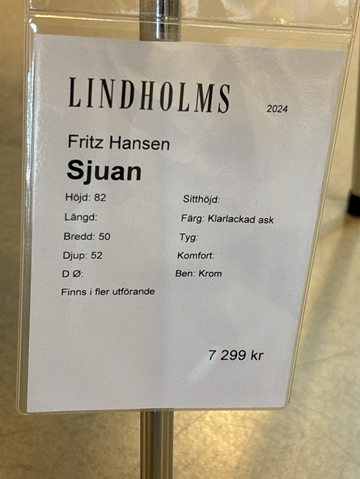 LINDHOLMS 2024
Fritz Hansen
Sjuan
Höjd: 82 Sitthöjd:
Längd: Färg: Klarlackad ask
Bredd: 50 Tyg:
Djup: 52 Komfort:
D Ø: Ben: Krom
Finns i fler utförande
7 299 kr